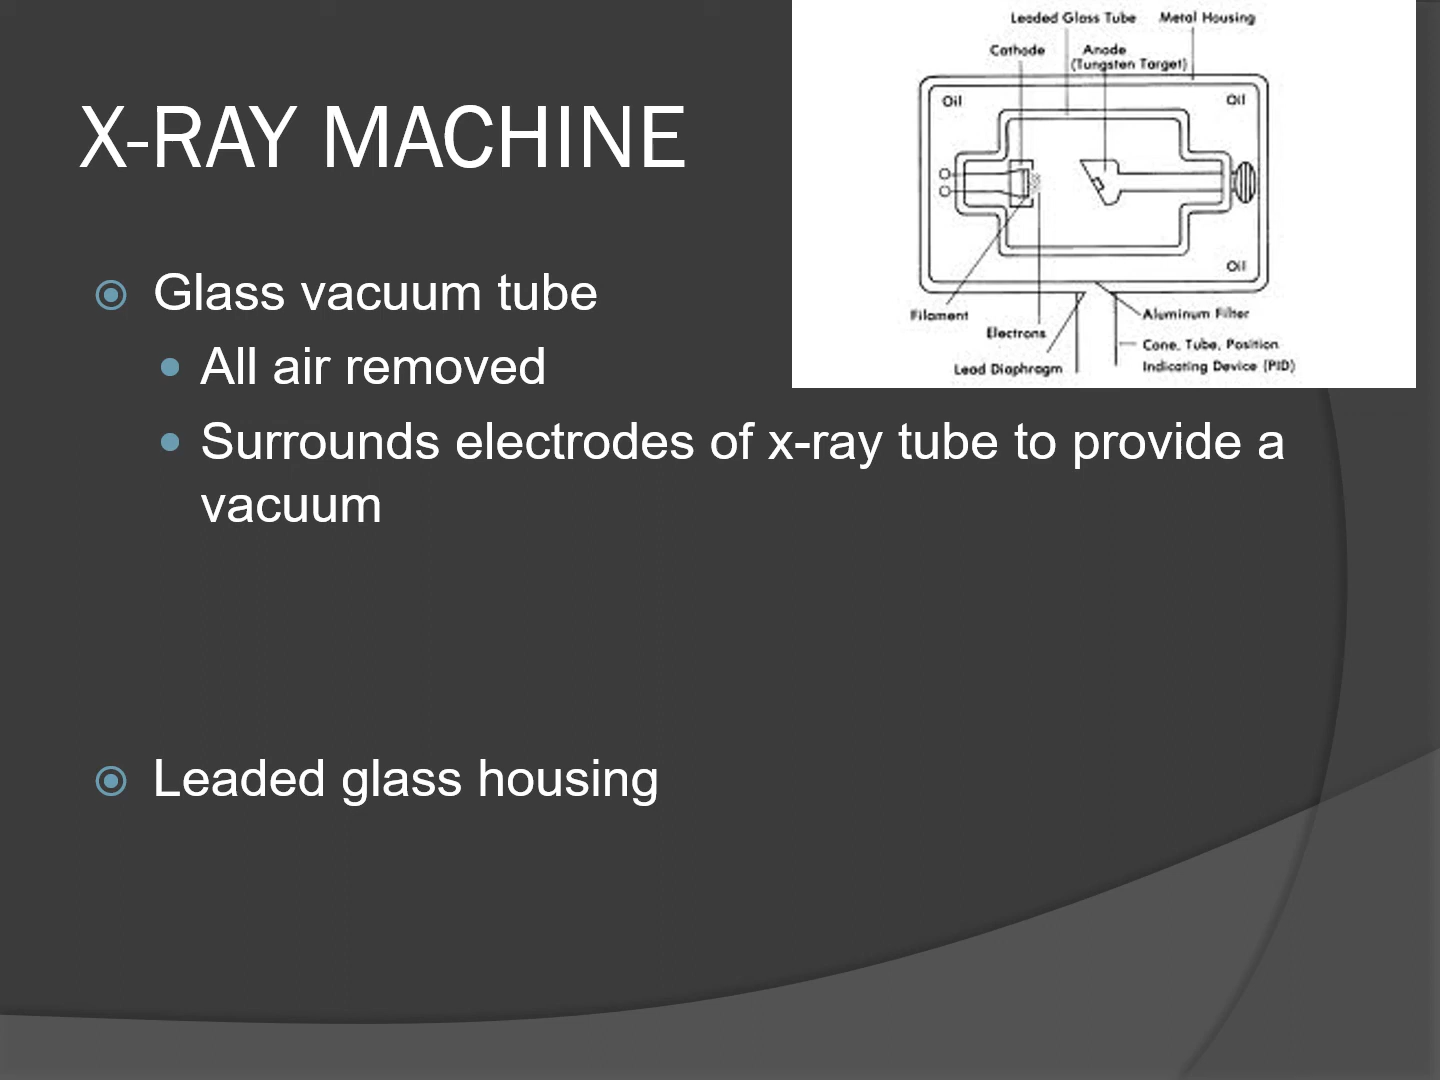 X-RAY MACHINE
Glass vacuum tube
All air removed
Surrounds electrodes of x-ray tube to provide a
vacuum
Leaded glass housing
Leaded Glass Tube
Metal Housing
Cathode
Anode
(Tungsten Target)
Oil
Oil
Oil
Filament
Electrons
Lead Diaphragm
Aluminum Filter
Cone, Tube, Position
Indicating Device (PID)